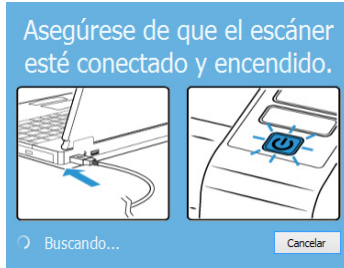 Asegúrese de que el escáner
esté conectado y encendido.
Buscando...
Cancelar